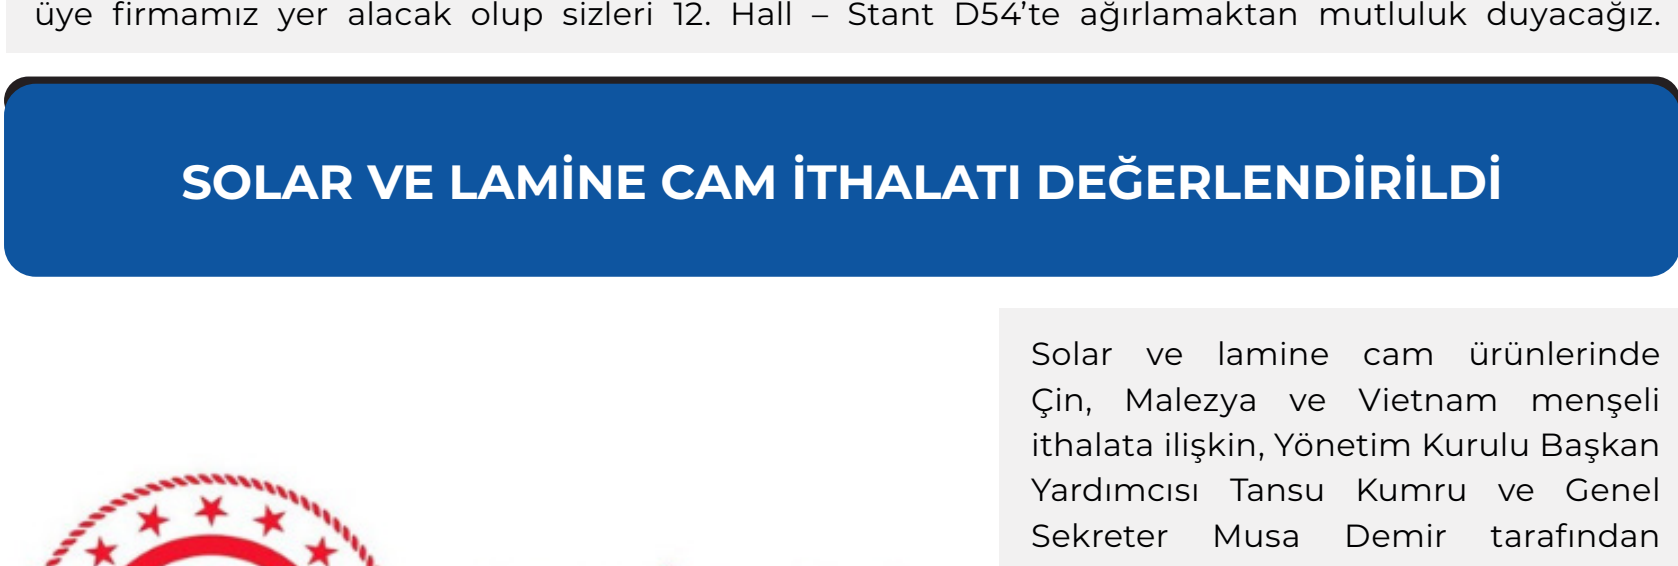 üye firmamız yer alacak olup sizleri 12. Hall – Stant D54’te ağırlamaktan mutluluk duyacağız.
SOLAR VE LAMİNE CAM İTHALATI DEĞERLENDİRİLDİ
Solar ve lamine cam ürünlerinde
Çin, Malezya ve Vietnam menşeli
ithalata ilişkin, Yönetim Kurulu Başkan
Yardımcısı Tansu Kumru ve Genel
Sekreter Musa Demir tarafından